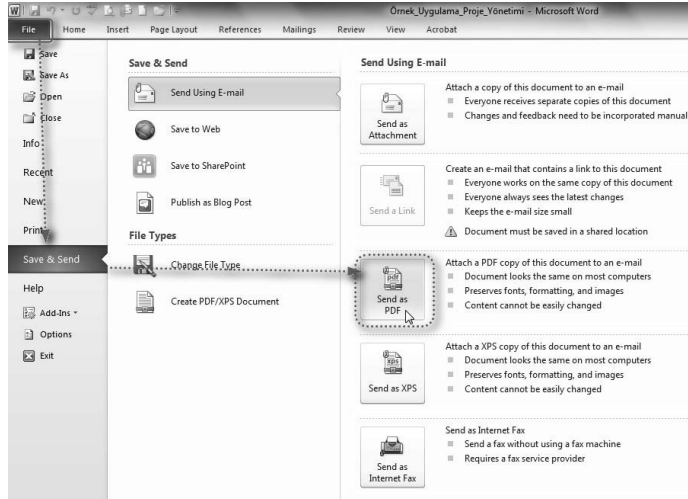 Örnek_Uygulama_Proje_Yönetimi - Microsoft Word
File Home Insert Page Layout References Mailings Review View Acrobat
Save
Save As
Open
Close
Info
Recent
New
Print
Save & Send
Help
Add-Ins
Options
Exit
Save & Send
Send Using E-mail
Save to Web
Save to SharePoint
Publish as Blog Post
File Types
Change File Type
Create PDF/XPS Document
Send Using E-mail
Send as
Attachment
Attach a copy of this document to an e-mail
Everyone receives separate copies of this document
Changes and feedback need to be incorporated manual
Send a Link
Create an e-mail that contains a link to this document
Everyone works on the same copy of this document
Everyone always sees the latest changes
Keeps the e-mail size small
Document must be saved in a shared location
Send as
PDF
Attach a PDF copy of this document to an e-mail
Document looks the same on most computers
Preserves fonts, formatting, and images
Content cannot be easily changed
Send as XPS
Attach a XPS copy of this document to an e-mail
Document looks the same on most computers
Preserves fonts, formatting, and images
Content cannot be easily changed
Send as
Internet Fax
Send as Internet Fax
Send a fax without using a fax machine
Requires a fax service provider